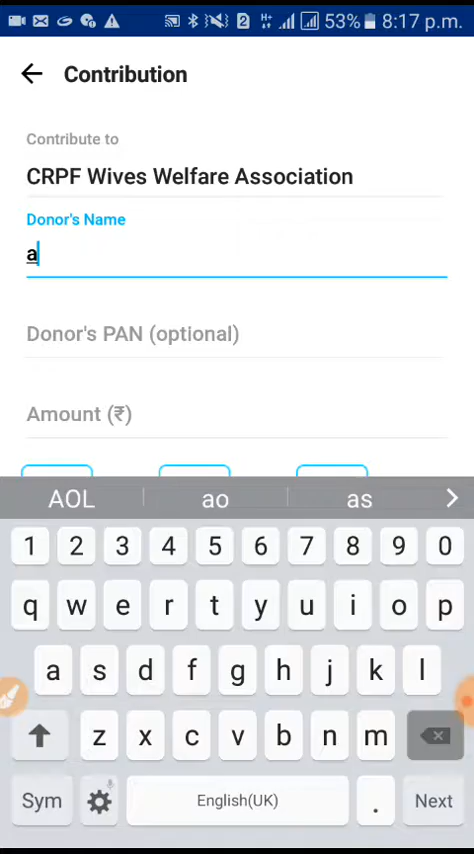 2 H+ 53% 8:17 p.m.
Contribution
Contribute to
CRPF Wives Welfare Association
Donor's Name
a
Donor's PAN (optional)
Amount (₹)
AOL ao as
1 2 3 4 5 6 7 8 9 0
q w e r t y u i o p
a s d f g h j k l
z x c v b n m
Sym English(UK) . Next